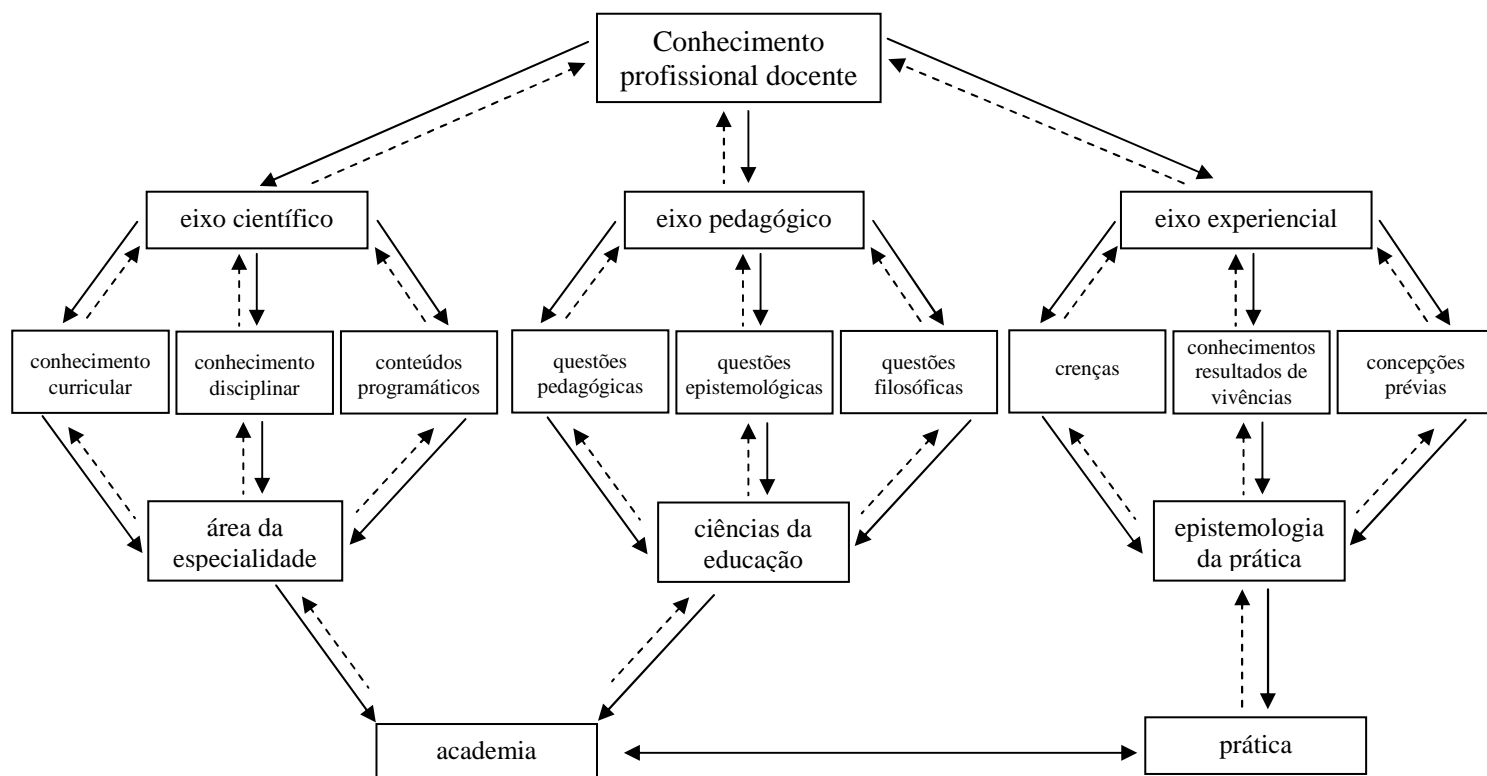 Conhecimento
profissional docente
eixo científico
eixo pedagógico
eixo experiencial
conhecimento
curricular
conhecimento
disciplinar
conteúdos
programáticos
questões
pedagógicas
questões
epistemológicas
questões
filosóficas
crenças
conhecimentos
resultados de
vivências
concepções
prévias
área da
especialidade
ciências da
educação
epistemologia
da prática
academia
prática